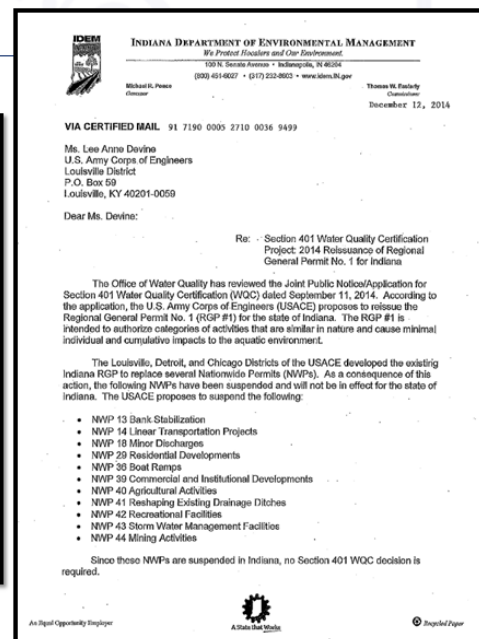 IDEM
INDIANA DEPARTMENT OF ENVIRONMENTAL MANAGEMENT
We Protect Hoosiers and Our Environment.
100 N. Senate Avenue • Indianapolis, IN 46204
(800) 451-6027 • (317) 232-8603 • www.idem.IN.gov
Michael R. Pence
Governor
Thomas W. Easterly
Commissioner
December 12, 2014
VIA CERTIFIED MAIL 91 7190 0005 2710 0036 9499
Ms. Lee Anne Devine
U.S. Army Corps of Engineers
Louisville District
P.O. Box 59
Louisville, KY 40201-0059
Dear Ms. Devine:
Re: Section 401 Water Quality Certification
Project: 2014 Reissuance of Regional
General Permit No. 1 for Indiana
The Office of Water Quality has reviewed the Joint Public Notice/Application for
Section 401 Water Quality Certification (WQC) dated September 11, 2014. According to
the application, the U.S. Army Corps of Engineers (USACE) proposes to reissue the
Regional General Permit No. 1 (RGP #1) for the state of Indiana. The RGP #1 is
intended to authorize categories of activities that are similar in nature and cause minimal
individual and cumulative impacts to the aquatic environment.
The Louisville, Detroit, and Chicago Districts of the USACE developed the existing
Indiana RGP to replace several Nationwide Permits (NWPs). As a consequence of this
action, the following NWPs have been suspended and will not be in effect for the state of
Indiana. The USACE proposes to suspend the following:
• NWP 13 Bank Stabilization
• NWP 14 Linear Transportation Projects
• NWP 18 Minor Discharges
• NWP 29 Residential Developments
• NWP 36 Boat Ramps
• NWP 39 Commercial and Institutional Developments
• NWP 40 Agricultural Activities
• NWP 41 Reshaping Existing Drainage Ditches
• NWP 42 Recreational Facilities
• NWP 43 Storm Water Management Facilities
• NWP 44 Mining Activities
Since these NWPs are suspended in Indiana, no Section 401 WQC decision is
required.
An Equal Opportunity Employer
A State that Works
Recycled Paper